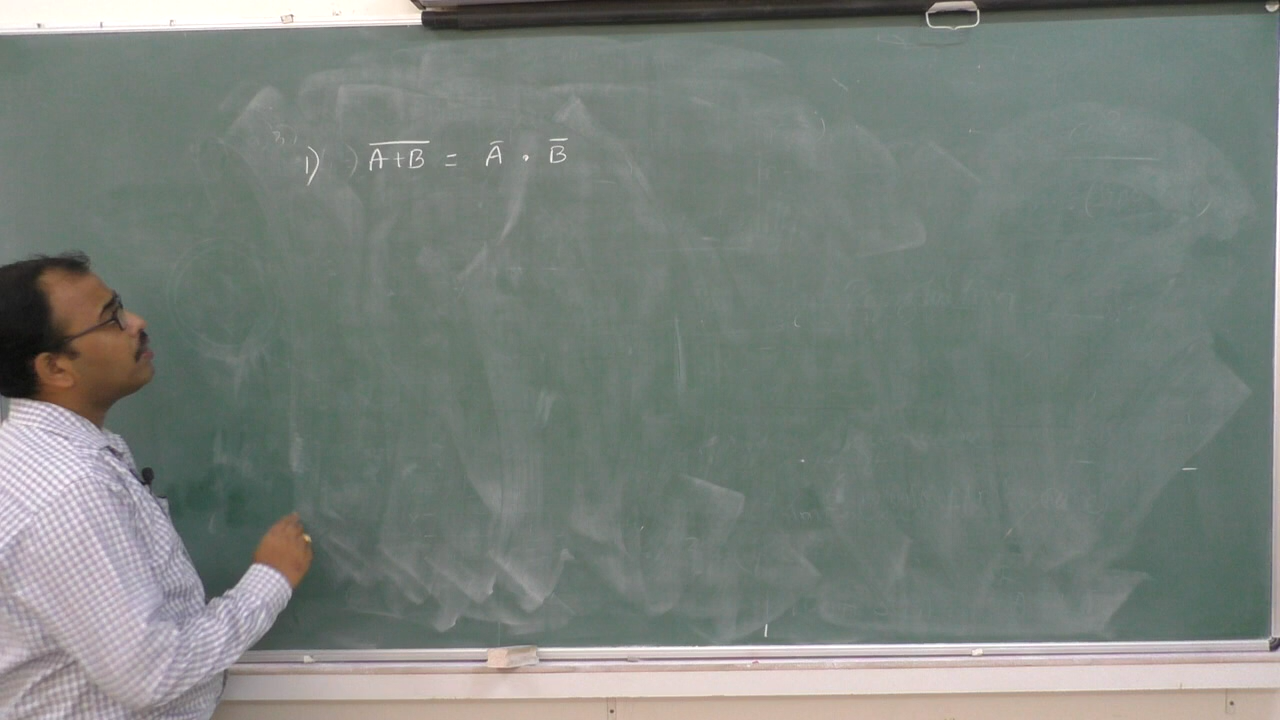 1) $\overline{A+B} = \bar{A} \cdot \bar{B}$